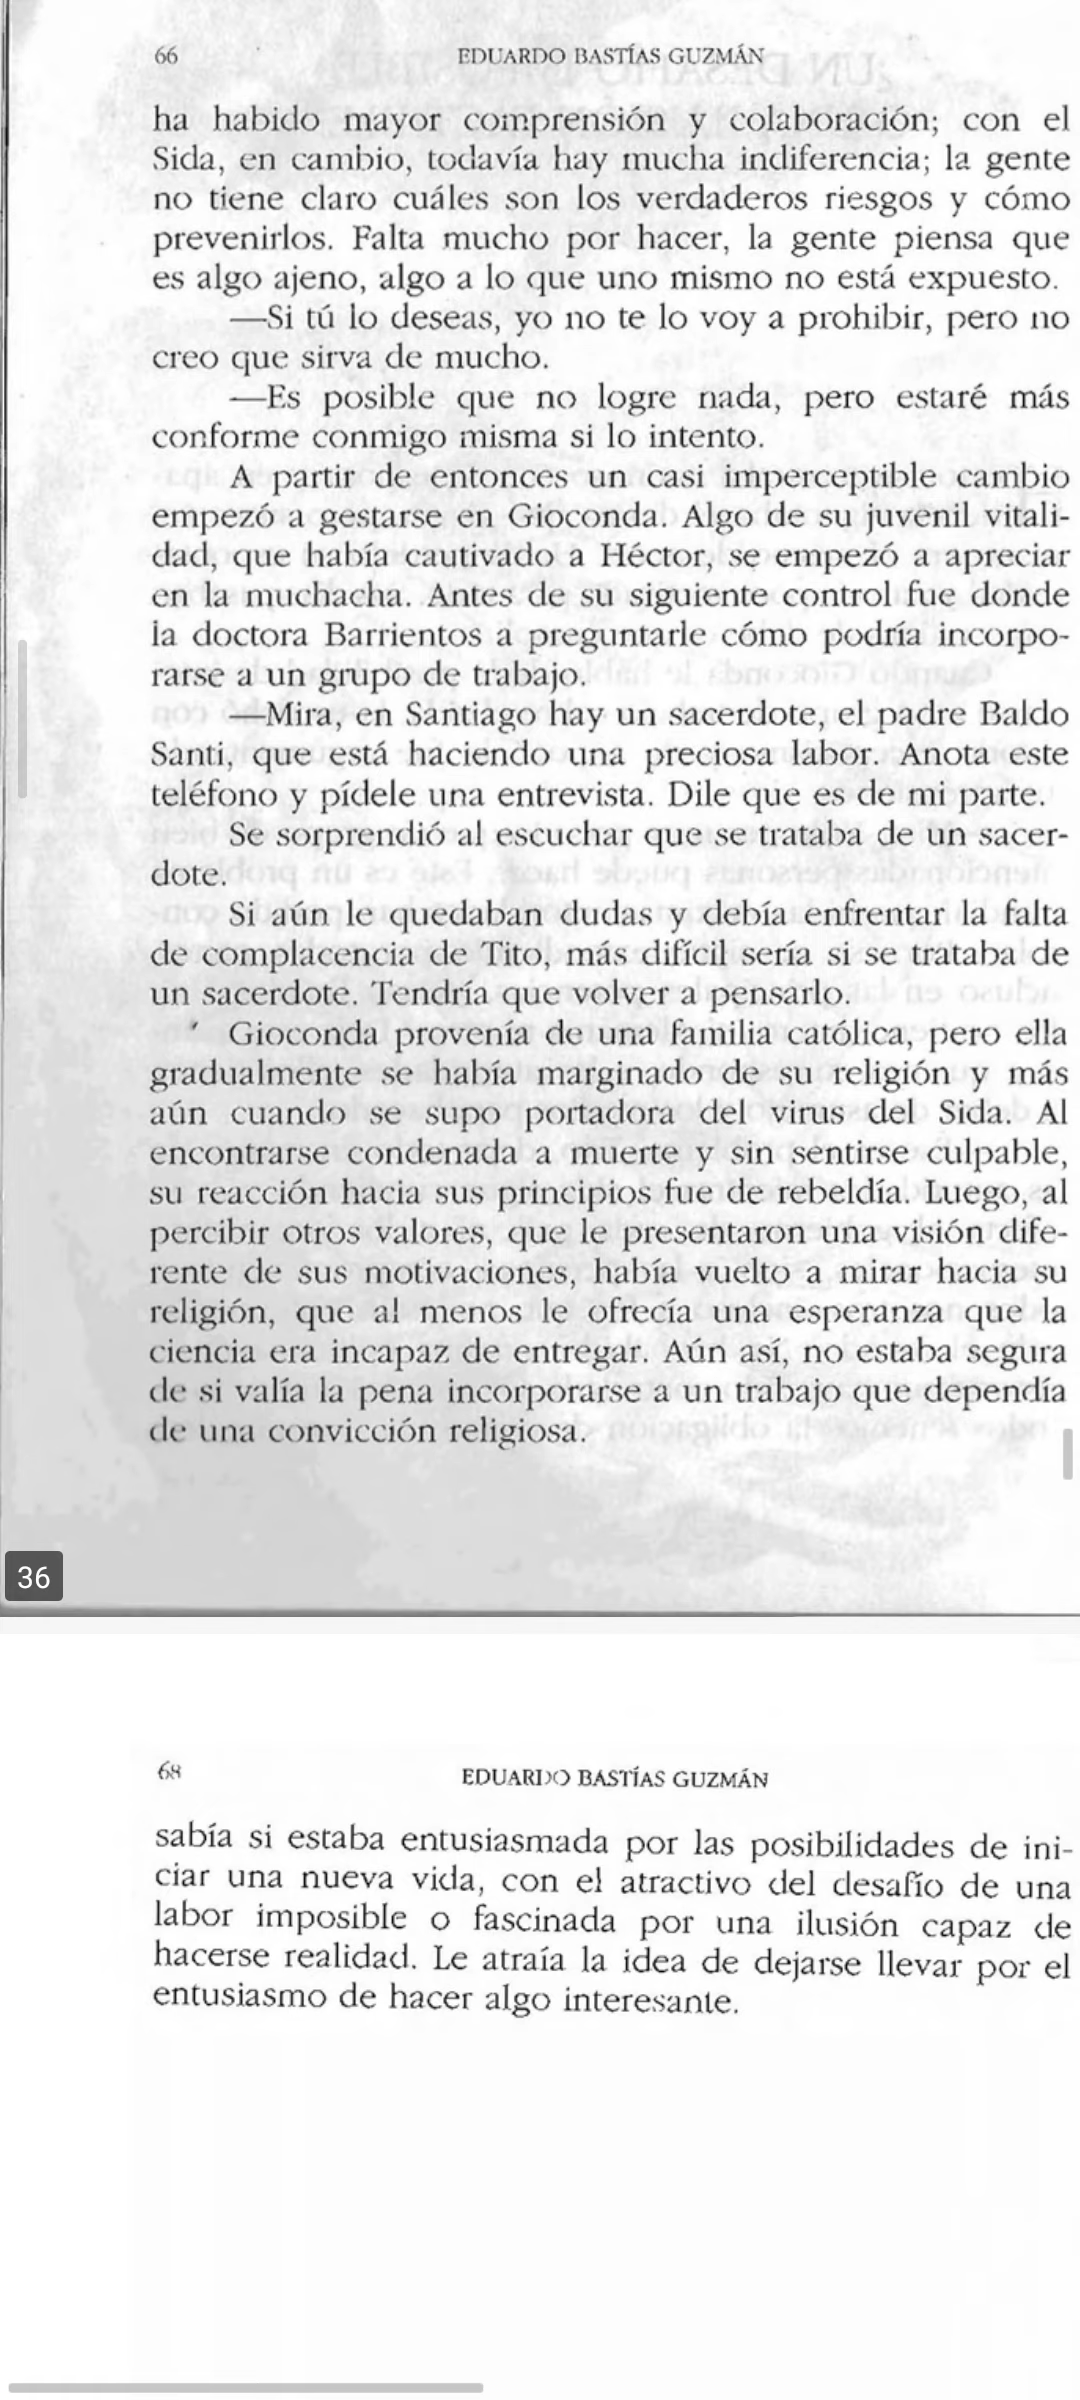 66
EDUARDO BASTÍAS GUZMÁN
ha habido mayor comprensión y colaboración; con el
Sida, en cambio, todavía hay mucha indiferencia; la gente
no tiene claro cuáles son los verdaderos riesgos y cómo
prevenirlos. Falta mucho por hacer, la gente piensa que
es algo ajeno, algo a lo que uno mismo no está expuesto.
—Si tú lo deseas, yo no te lo voy a prohibir, pero no
creo que sirva de mucho.
—Es posible que no logre nada, pero estaré más
conforme conmigo misma si lo intento.
A partir de entonces un casi imperceptible cambio
empezó a gestarse en Gioconda. Algo de su juvenil vitali-
dad, que había cautivado a Héctor, se empezó a apreciar
en la muchacha. Antes de su siguiente control fue donde
la doctora Barrientos a preguntarle cómo podría incorpo-
rarse a un grupo de trabajo.
—Mira, en Santiago hay un sacerdote, el padre Baldo
Santi, que está haciendo una preciosa labor. Anota este
teléfono y pídele una entrevista. Dile que es de mi parte.
Se sorprendió al escuchar que se trataba de un sacer-
dote.
Si aún le quedaban dudas y debía enfrentar la falta
de complacencia de Tito, más difícil sería si se trataba de
un sacerdote. Tendría que volver a pensarlo.
Gioconda provenía de una familia católica, pero ella
gradualmente se había marginado de su religión y más
aún cuando se supo portadora del virus del Sida. Al
encontrarse condenada a muerte y sin sentirse culpable,
su reacción hacia sus principios fue de rebeldía. Luego, al
percibir otros valores, que le presentaron una visión dife-
rente de sus motivaciones, había vuelto a mirar hacia su
religión, que al menos le ofrecía una esperanza que la
ciencia era incapaz de entregar. Aún así, no estaba segura
de si valía la pena incorporarse a un trabajo que dependía
de una convicción religiosa.
36
68
EDUARDO BASTÍAS GUZMÁN
sabía si estaba entusiasmada por las posibilidades de ini-
ciar una nueva vida, con el atractivo del desafío de una
labor imposible o fascinada por una ilusión capaz de
hacerse realidad. Le atraía la idea de dejarse llevar por el
entusiasmo de hacer algo interesante.